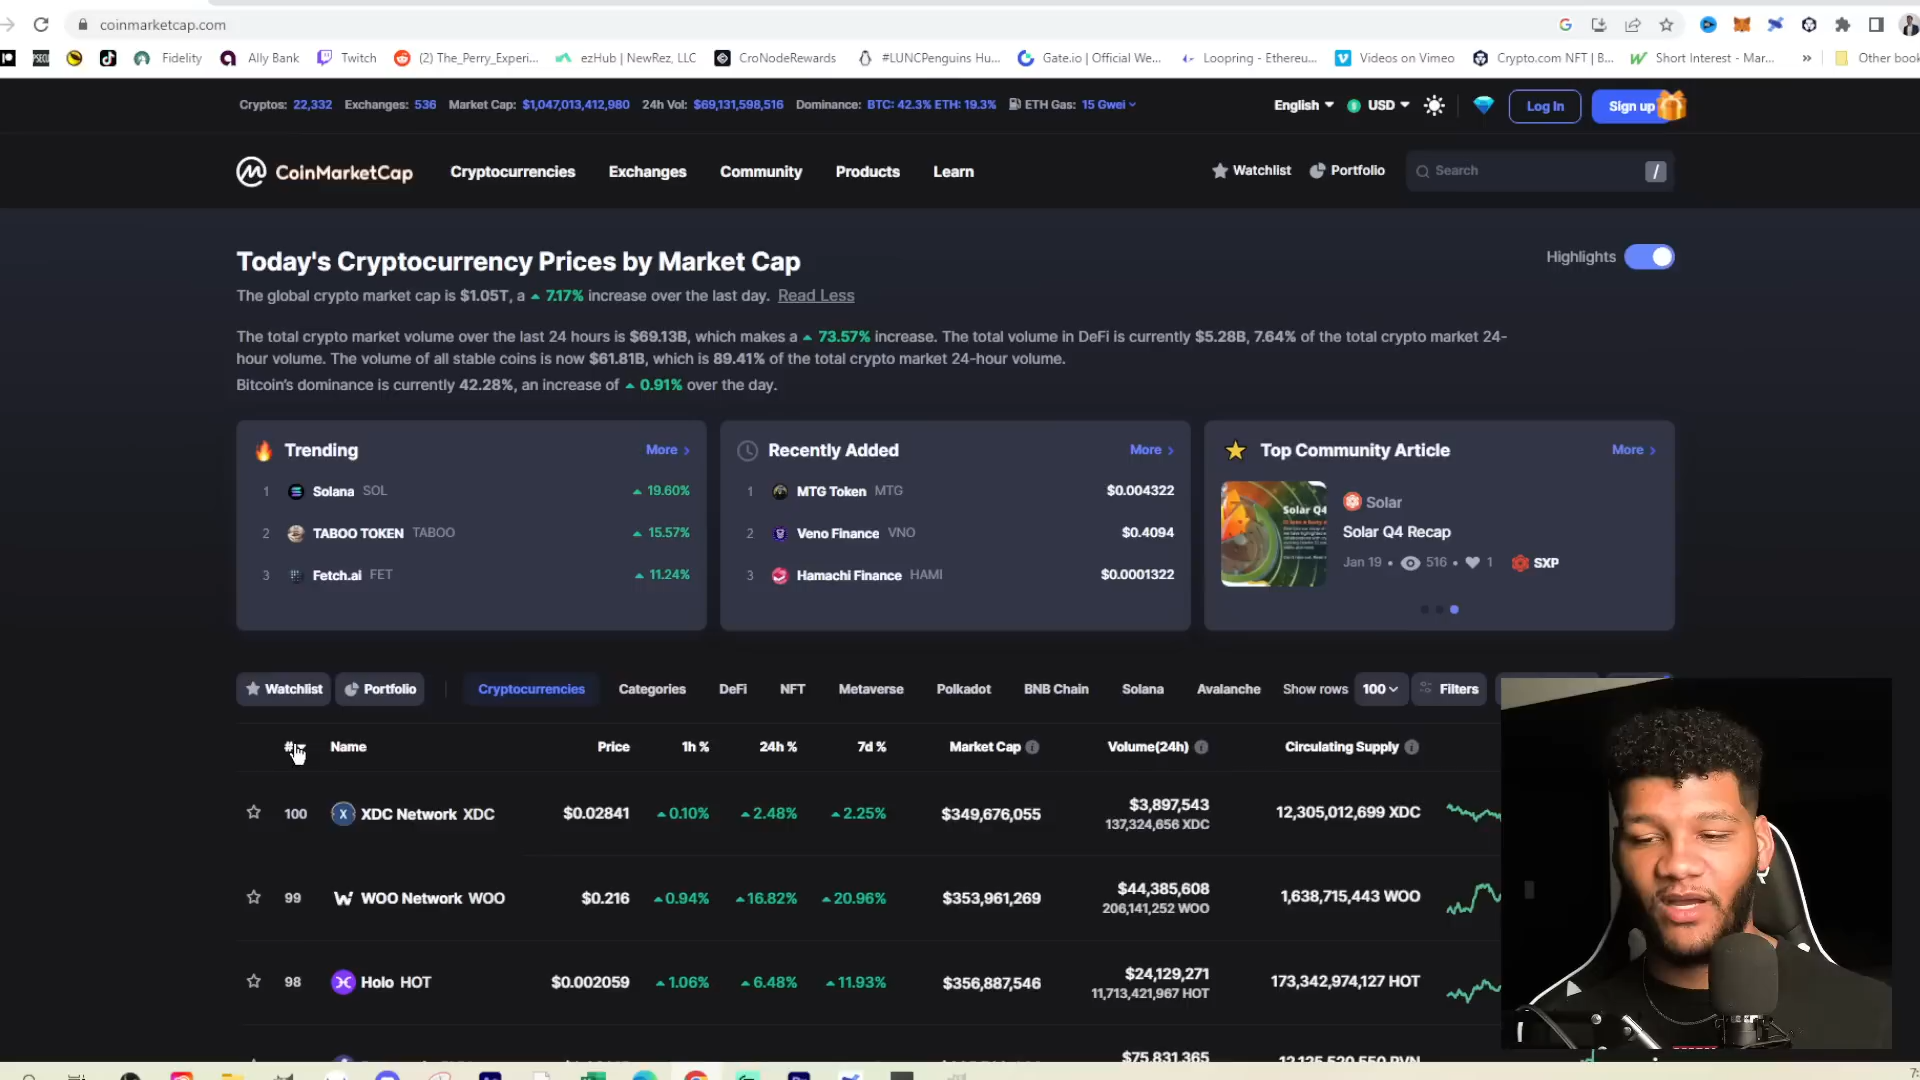 coinmarketcap.com
Fidelity Ally Bank Twitch (2) The_Perry_Experi... ezHub | NewRez, LLC CroNodeRewards #LUNCPenguins Hu... Gate.io | Official We... Loopring - Ethereu... Videos on Vimeo Crypto.com NFT | B... Short Interest - Mar... » Other book
Cryptos: 22,332 Exchanges: 536 Market Cap: $1,047,013,412,980 24h Vol: $69,131,598,516 Dominance: BTC: 42.3% ETH: 19.3% ETH Gas: 15 Gwei English USD Log In Sign up
CoinMarketCap Cryptocurrencies Exchanges Community Products Learn Watchlist Portfolio Search /
Today's Cryptocurrency Prices by Market Cap Highlights
The global crypto market cap is $1.05T, a 7.17% increase over the last day. Read Less
The total crypto market volume over the last 24 hours is $69.13B, which makes a 73.57% increase. The total volume in DeFi is currently $5.28B, 7.64% of the total crypto market 24-
hour volume. The volume of all stable coins is now $61.81B, which is 89.41% of the total crypto market 24-hour volume.
Bitcoin's dominance is currently 42.28%, an increase of 0.91% over the day.
Trending More >
1 Solana SOL 19.60%
2 TABOO TOKEN TABOO 15.57%
3 Fetch.ai FET 11.24%
Recently Added More >
1 MTG Token MTG $0.004322
2 Veno Finance VNO $0.4094
3 Hamachi Finance HAMI $0.0001322
Top Community Article More >
Solar Q4
Solar
Solar Q4 Recap
Jan 19 • 516 • 1 SXP
Watchlist Portfolio Cryptocurrencies Categories DeFi NFT Metaverse Polkadot BNB Chain Solana Avalanche Show rows 100 Filters
# Name Price 1h % 24h % 7d % Market Cap Volume(24h) Circulating Supply
100 XDC Network XDC $0.02841 0.10% 2.48% 2.25% $349,676,055 $3,897,543 12,305,012,699 XDC
137,324,656 XDC
99 WOO Network WOO $0.216 0.94% 16.82% 20.96% $353,961,269 $44,385,608 1,638,715,443 WOO
206,141,252 WOO
98 Holo HOT $0.002059 1.06% 6.48% 11.93% $356,887,546 $24,129,271 173,342,974,127 HOT
11,713,421,967 HOT
$75,831,365